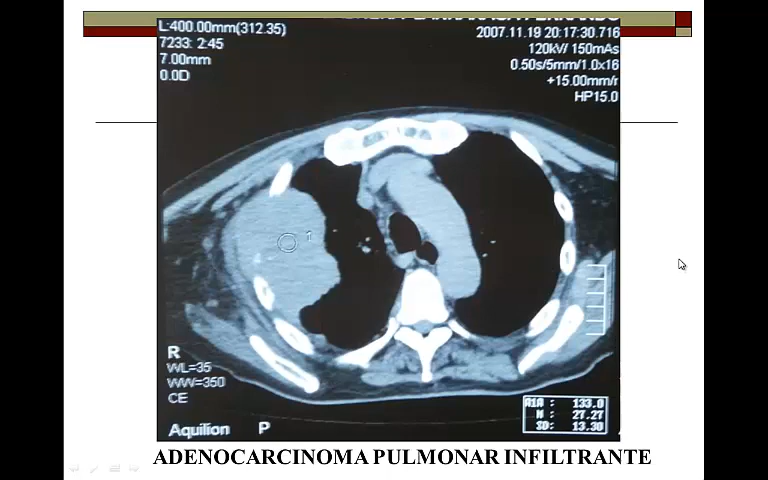 L:400.00mm(312.35)
7233: 2:45
7.00mm
0.0D
2007.11.19 20:17:30.716
120kV/ 150mAs
0.50s/5mm/1.0x16
+15.00mm/r
HP15.0
1
R
WL=35
WW=350
CE
Aquilion P
A1A : 133.0
N : 27.27
SD: 13.30
ADENOCARCINOMA PULMONAR INFILTRANTE